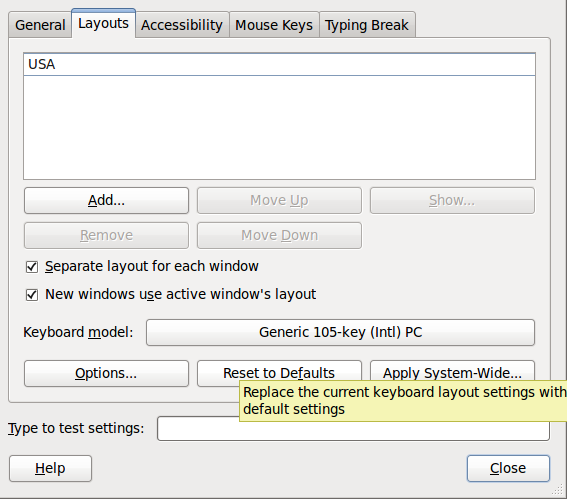 General Layouts Accessibility Mouse Keys Typing Break
USA
Add... Move Up Show...
Remove Move Down
Separate layout for each window
New windows use active window's layout
Keyboard model: Generic 105-key (Intl) PC
Options... Reset to Defaults Apply System-Wide...
Replace the current keyboard layout settings with
default settings
Type to test settings:
Help Close